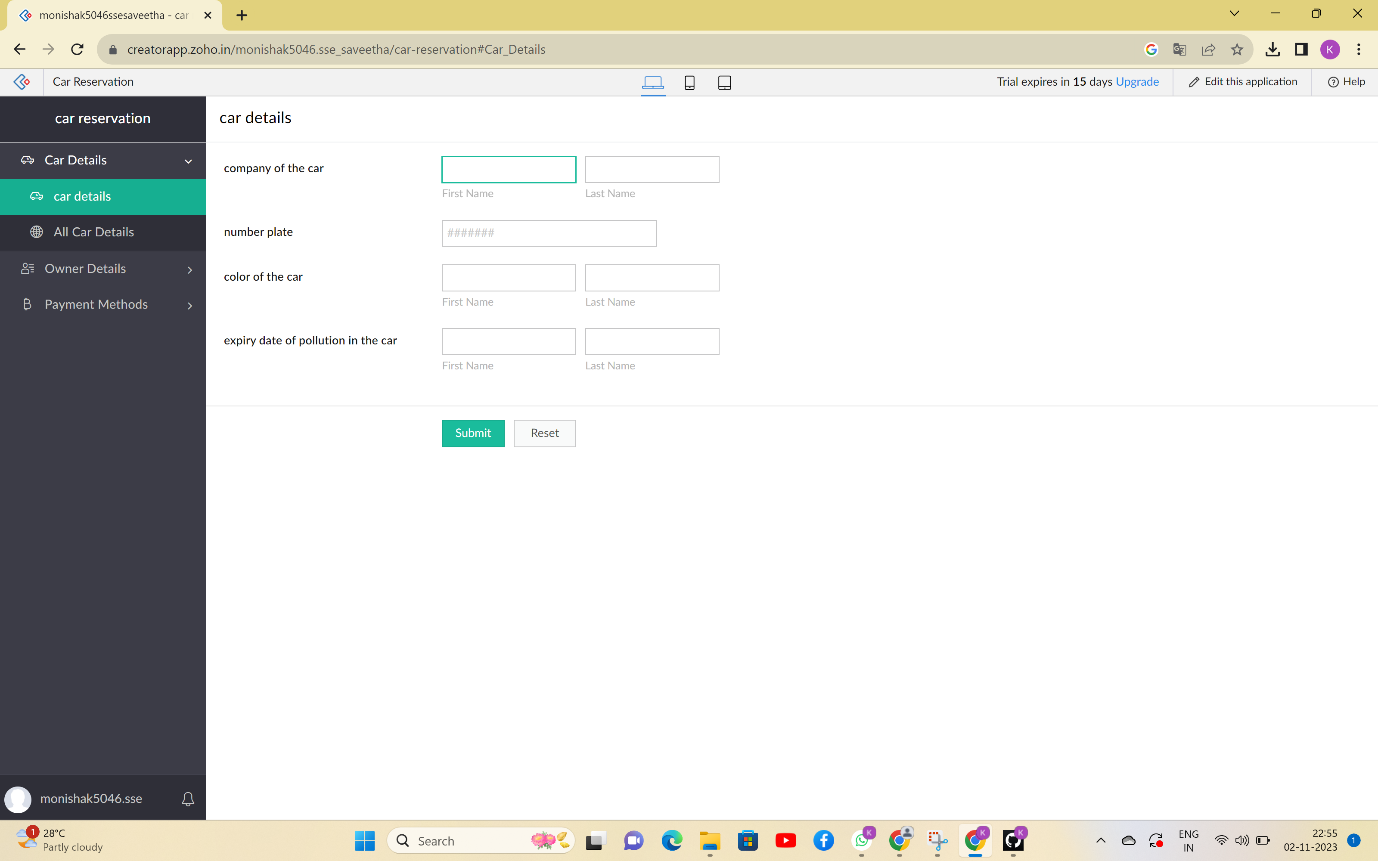 monishak5046ssesaveetha - car
creatorapp.zoho.in/monishak5046.sse_saveetha/car-reservation#Car_Details
K
Car Reservation
Trial expires in 15 days Upgrade
Edit this application
Help
car reservation
Car Details
car details
All Car Details
Owner Details
Payment Methods
monishak5046.sse
car details
company of the car
First Name
Last Name
number plate
#######
color of the car
First Name
Last Name
expiry date of pollution in the car
First Name
Last Name
Submit
Reset
1
28°C
Partly cloudy
Search
K
K
K
ENG
IN
22:55
02-11-2023
1